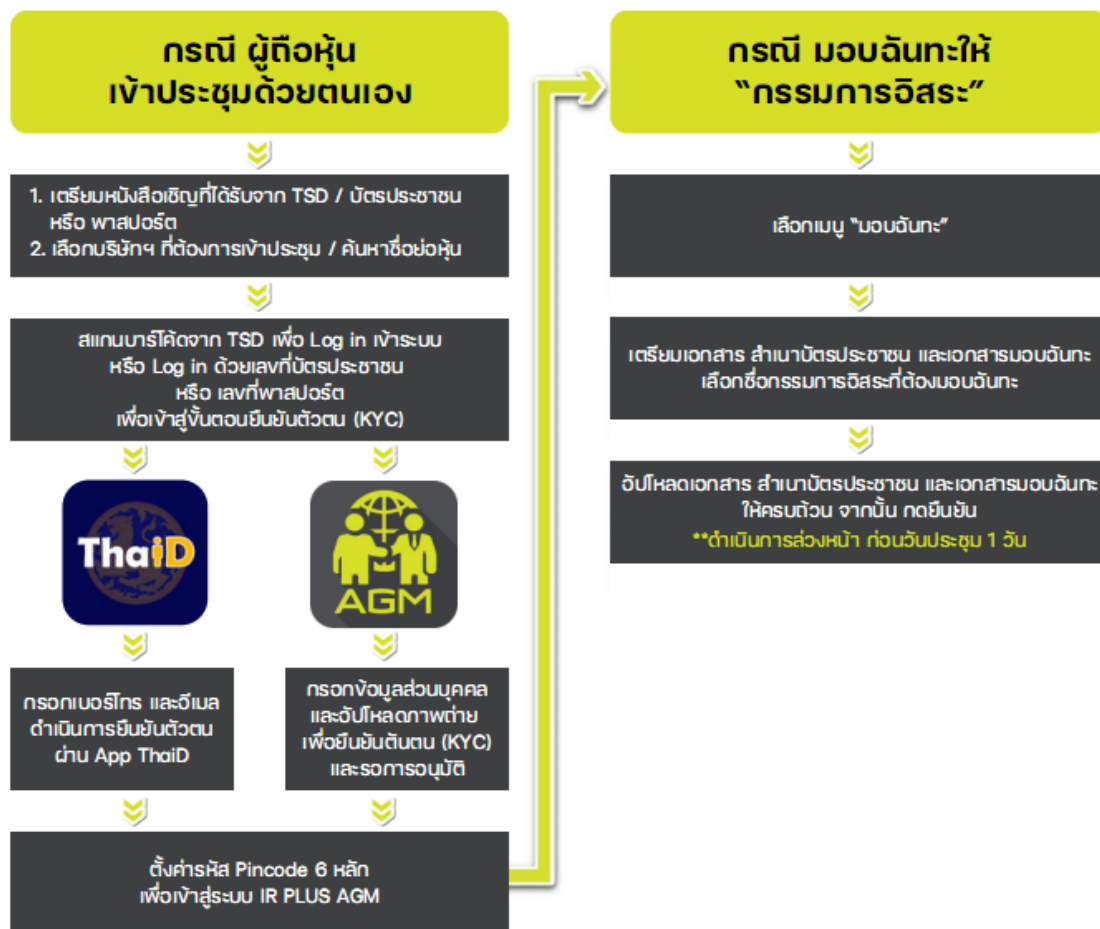 กรณี ผู้ถือหุ้น
เข้าประชุมด้วยตนเอง
1. เตรียมหนังสือเชิญที่ได้รับจาก TSD / บัตรประชาชน
หรือ พาสปอร์ต
2. เลือกบริษัทฯ ที่ต้องการเข้าประชุม / ค้นหาชื่อย่อหุ้น
สแกนบาร์โค้ดจาก TSD เพื่อ Log in เข้าระบบ
หรือ Log in ด้วยเลขที่บัตรประชาชน
หรือ เลขที่พาสปอร์ต
เพื่อเข้าสู่ขั้นตอนยืนยันตัวตน (KYC)
ThaiD
AGM
กรอกเบอร์โทร และอีเมล
ดำเนินการยืนยันตัวตน
ผ่าน App ThaiD
กรอกข้อมูลส่วนบุคคล
และอัปโหลดภาพถ่าย
เพื่อยืนยันตันตน (KYC)
และรอการอนุมัติ
ตั้งค่ารหัส Pincode 6 หลัก
เพื่อเข้าสู่ระบบ IR PLUS AGM
กรณี มอบฉันทะให้
“กรรมการอิสระ”
เลือกเมนู “มอบฉันทะ”
เตรียมเอกสาร สำเนาบัตรประชาชน และเอกสารมอบฉันทะ
เลือกชื่อกรรมการอิสระที่ต้องมอบฉันทะ
อัปโหลดเอกสาร สำเนาบัตรประชาชน และเอกสารมอบฉันทะ
ให้ครบถ้วน จากนั้น กดยืนยัน
**ดำเนินการล่วงหน้า ก่อนวันประชุม 1 วัน